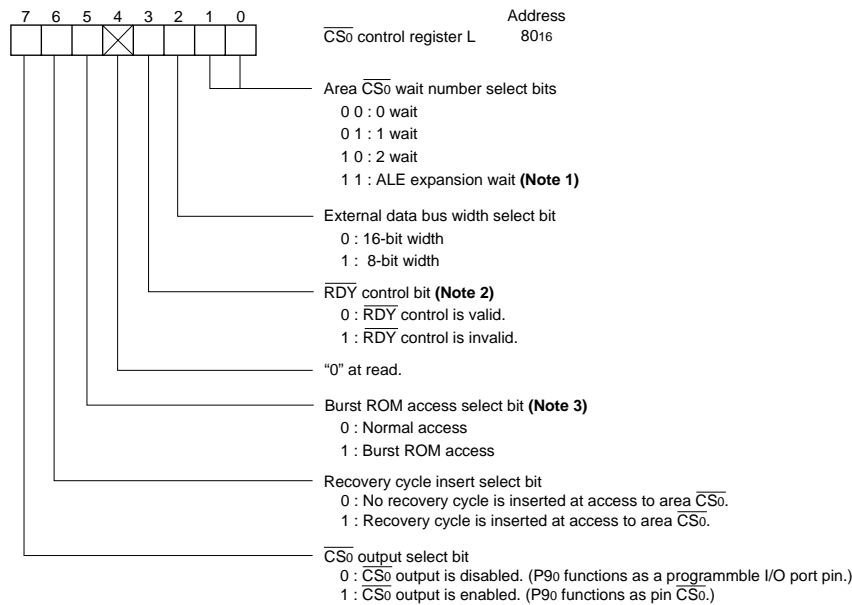 7 6 5 4 3 2 1 0
Address
CS0 control register L 8016
Area CS0 wait number select bits
0 0 : 0 wait
0 1 : 1 wait
1 0 : 2 wait
1 1 : ALE expansion wait (Note 1)
External data bus width select bit
0 : 16-bit width
1 : 8-bit width
RDY control bit (Note 2)
0 : RDY control is valid.
1 : RDY control is invalid.
“0” at read.
Burst ROM access select bit (Note 3)
0 : Normal access
1 : Burst ROM access
Recovery cycle insert select bit
0 : No recovery cycle is inserted at access to area CS0.
1 : Recovery cycle is inserted at access to area CS0.
CS0 output select bit
0 : CS0 output is disabled. (P90 functions as a programmble I/O port pin.)
1 : CS0 output is enabled. (P90 functions as pin CS0.)